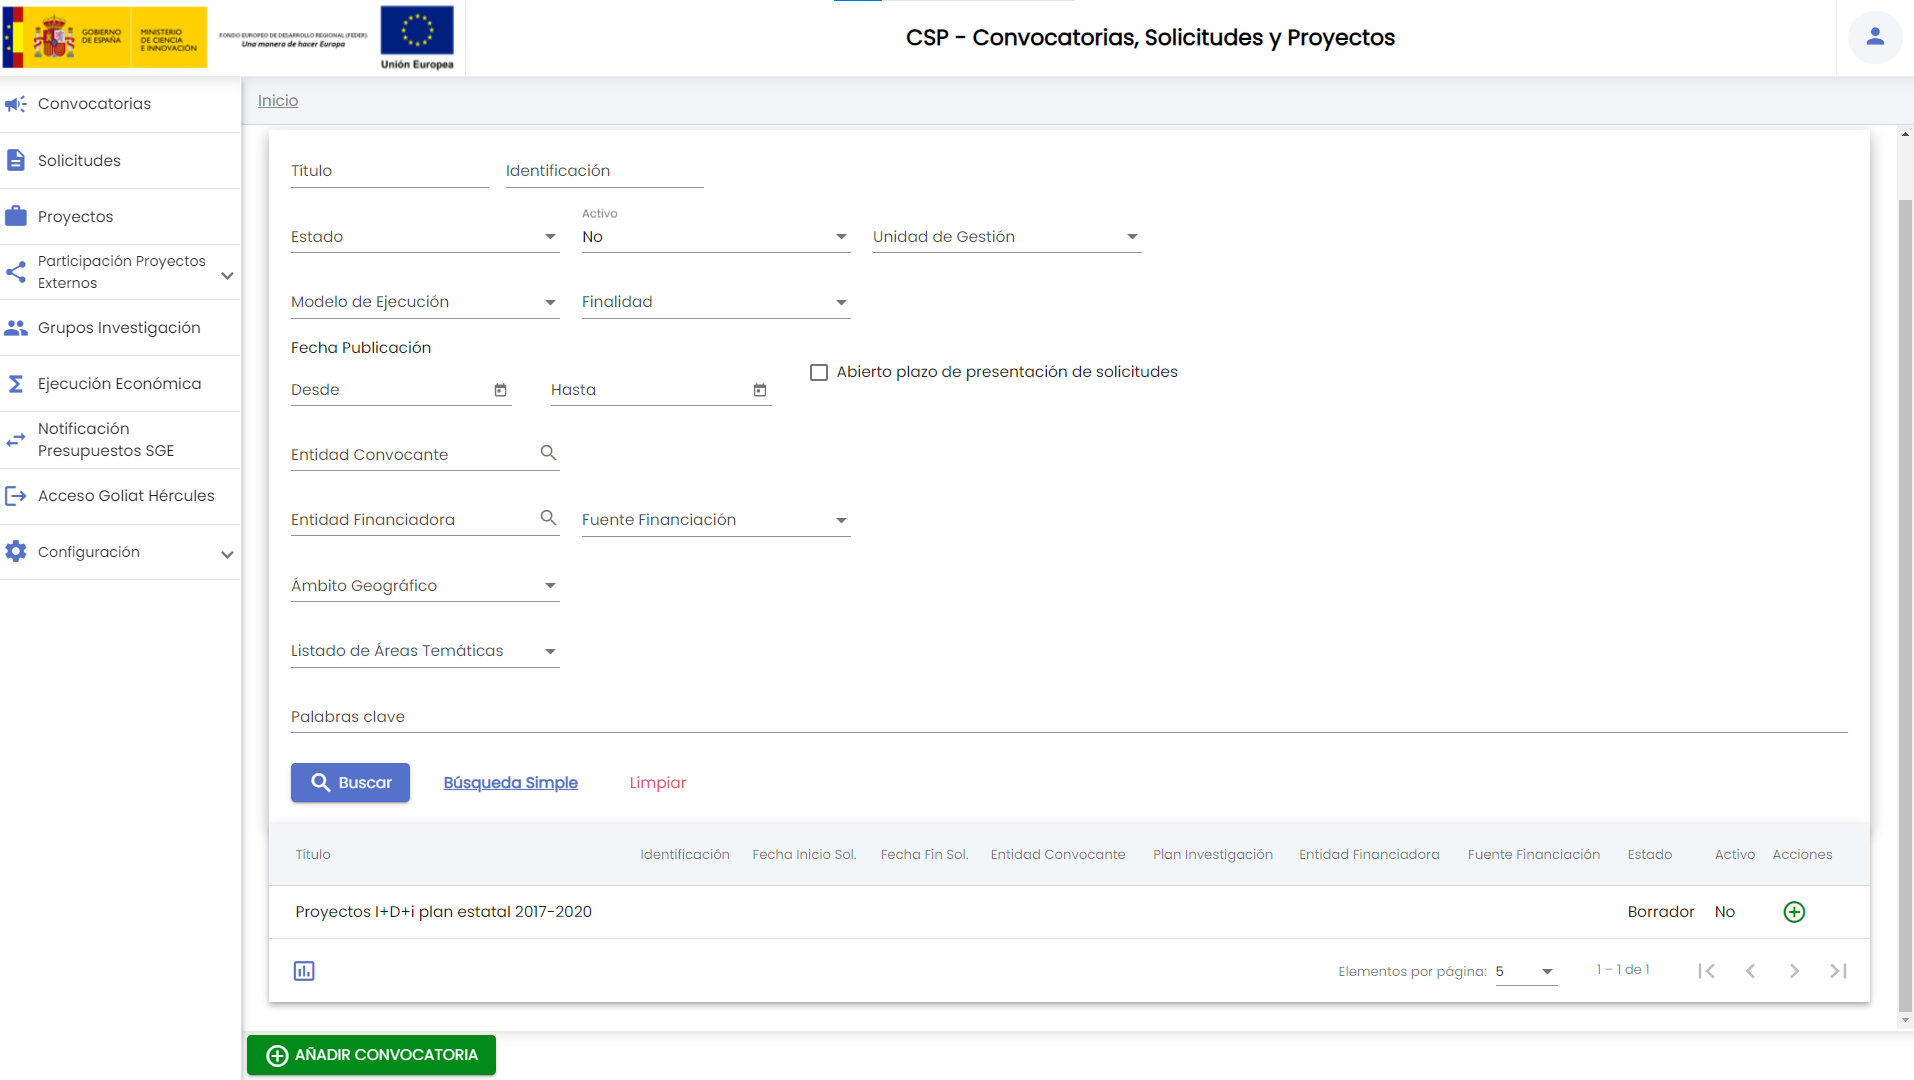 GOBIERNO
DE ESPAÑA
MINISTERIO
DE CIENCIA
E INNOVACIÓN
FONDO EUROPEO DE DESARROLLO REGIONAL (FEDER)
Una manera de hacer Europa
Unión Europea
CSP - Convocatorias, Solicitudes y Proyectos
Convocatorias
Solicitudes
Proyectos
Participación Proyectos
Externos
Grupos Investigación
Ejecución Económica
Notificación
Presupuestos SGE
Acceso Goliat Hércules
Configuración
Inicio
Título
Identificación
Estado
Activo
No
Unidad de Gestión
Modelo de Ejecución
Finalidad
Fecha Publicación
Desde
Hasta
Abierto plazo de presentación de solicitudes
Entidad Convocante
Entidad Financiadora
Fuente Financiación
Ámbito Geográfico
Listado de Áreas Temáticas
Palabras clave
Buscar
Búsqueda Simple
Limpiar
Título Identificación Fecha Inicio Sol. Fecha Fin Sol. Entidad Convocante Plan Investigación Entidad Financiadora Fuente Financiación Estado Activo Acciones
Proyectos I+D+i plan estatal 2017-2020 Borrador No
Elementos por página: 5 1 – 1 de 1
AÑADIR CONVOCATORIA